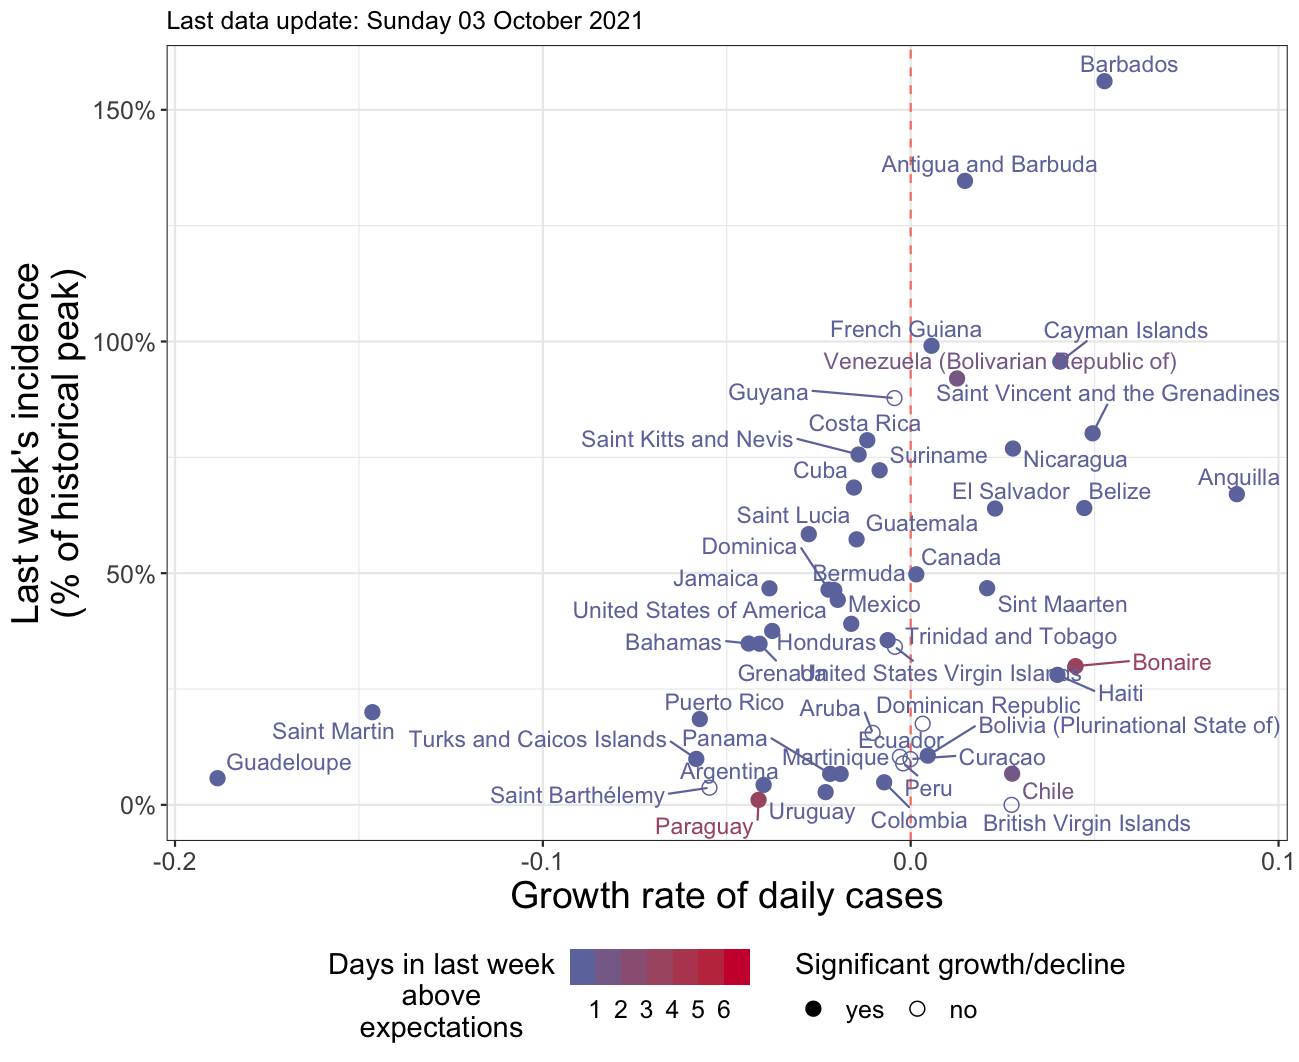 Last data update: Sunday 03 October 2021
Last week's incidence
(% of historical peak)
150%
100%
50%
0%
Barbados
Antigua and Barbuda
French Guiana
Cayman Islands
Venezuela (Bolivarian Republic of)
Guyana
Saint Vincent and the Grenadines
Costa Rica
Saint Kitts and Nevis
Suriname
Nicaragua
Cuba
Anguilla
El Salvador
Belize
Saint Lucia
Guatemala
Dominica
Canada
Jamaica
Bermuda
United States of America
Mexico
Sint Maarten
Bahamas
Honduras
Trinidad and Tobago
Bonaire
Grenada
United States Virgin Islands
Haiti
Puerto Rico
Aruba
Dominican Republic
Saint Martin
Turks and Caicos Islands
Panama
Ecuador
Bolivia (Plurinational State of)
Guadeloupe
Argentina
Martinique
Curaçao
Saint Barthélemy
Peru
Chile
Paraguay
Uruguay
Colombia
British Virgin Islands
-0.2
-0.1
0.0
0.1
Growth rate of daily cases
Days in last week
above
expectations
1 2 3 4 5 6
Significant growth/decline
yes
no